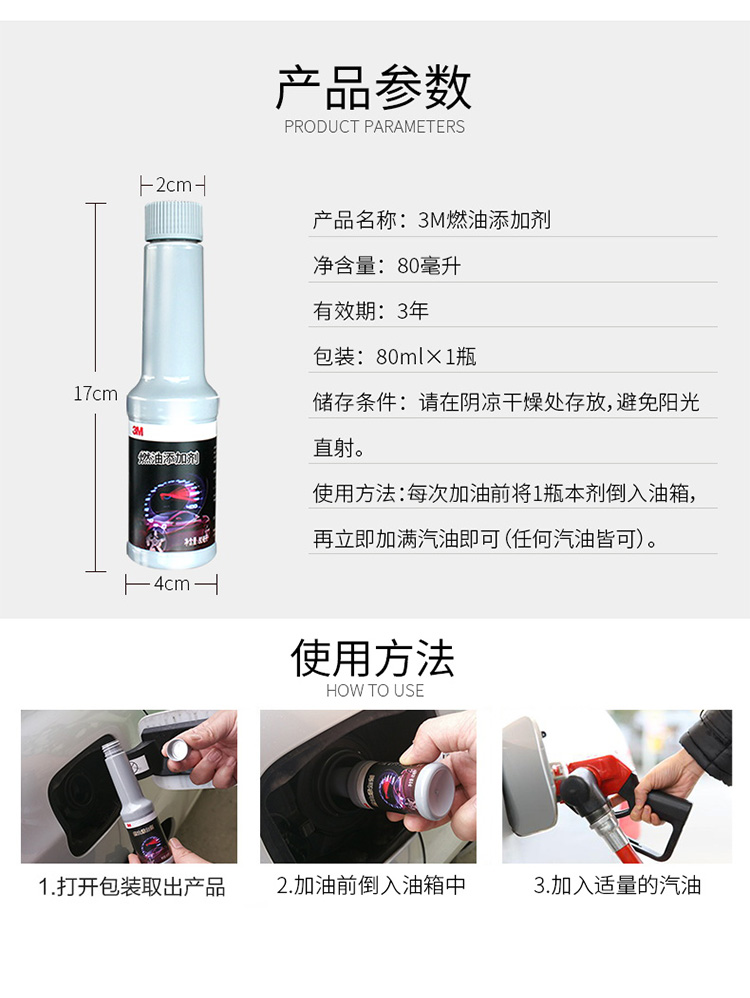 产品参数
PRODUCT PARAMETERS
2cm
17cm
4cm
3M
燃油添加剂
产品名称：3M燃油添加剂
净含量：80毫升
有效期：3年
包装：80ml×1瓶
储存条件：请在阴凉干燥处存放，避免阳光
直射。
使用方法：每次加油前将1瓶本剂倒入油箱，
再立即加满汽油即可（任何汽油皆可）。
使用方法
HOW TO USE
1.打开包装取出产品
2.加油前倒入油箱中
3.加入适量的汽油